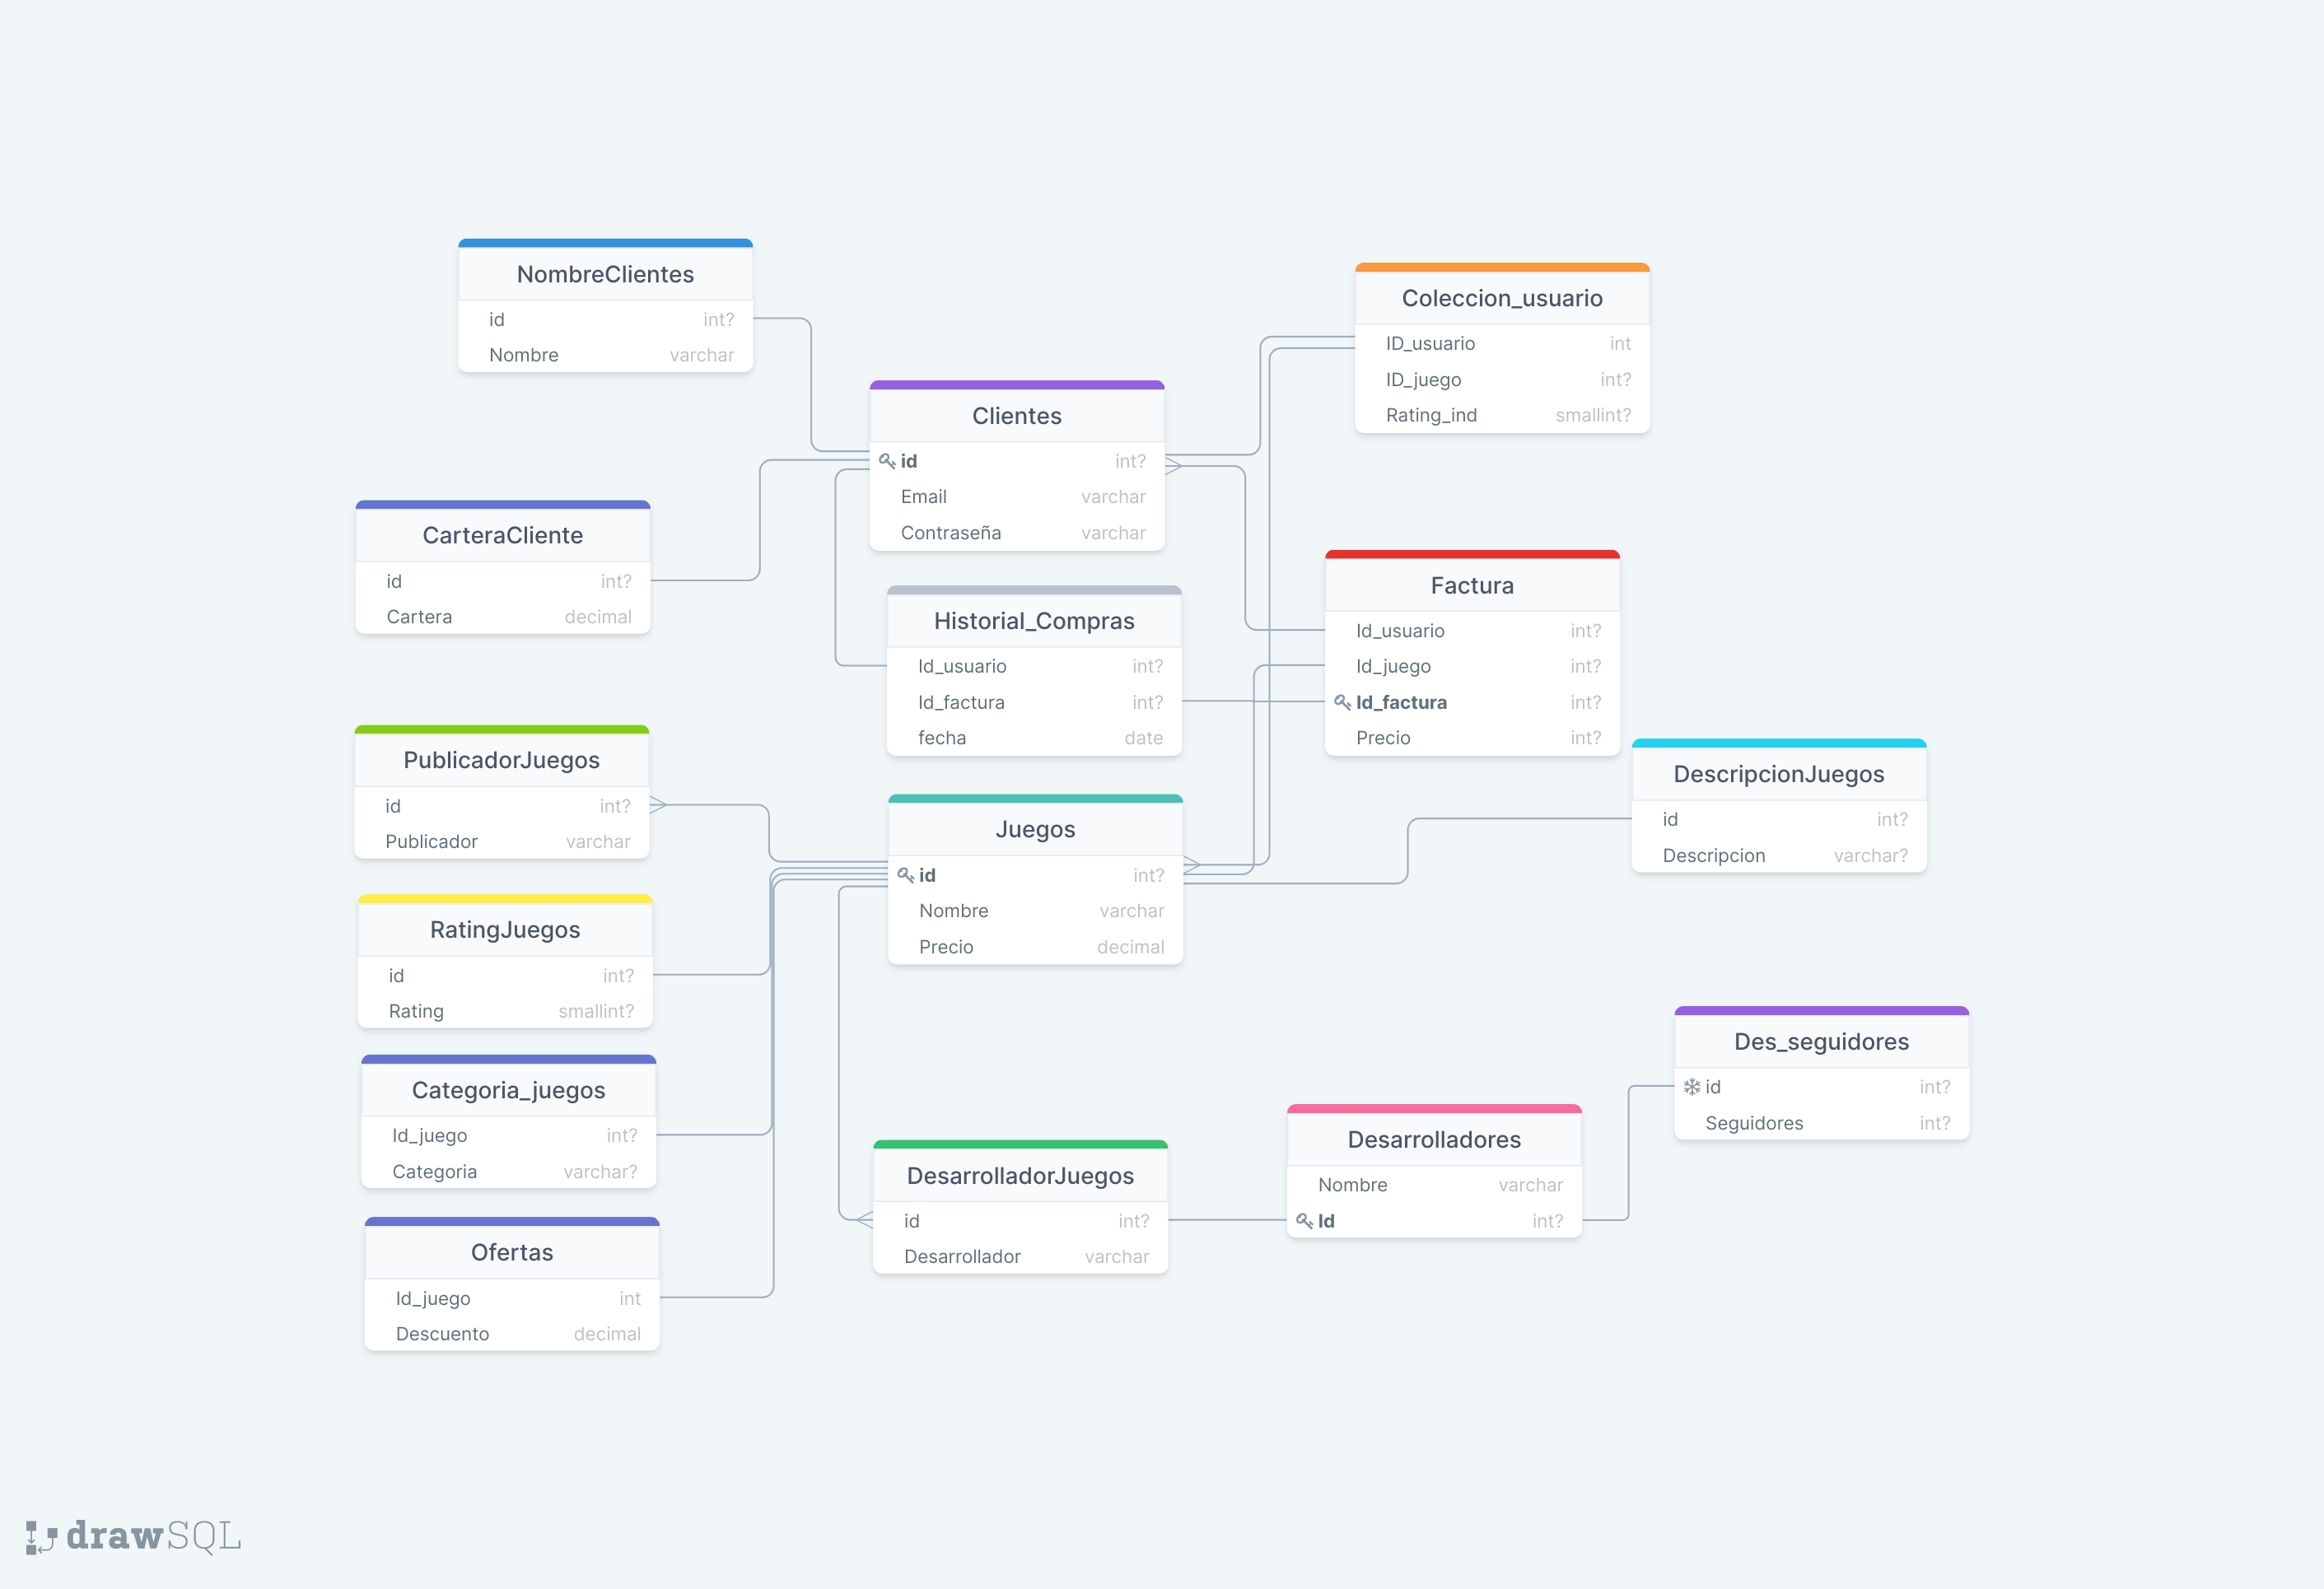 NombreClientes
id int?
Nombre varchar
Coleccion_usuario
ID_usuario int
ID_juego int?
Rating_ind smallint?
Clientes
id int?
Email varchar
Contraseña varchar
CarteraCliente
id int?
Cartera decimal
Factura
Id_usuario int?
Id_juego int?
Id_factura int?
Precio int?
Historial_Compras
Id_usuario int?
Id_factura int?
fecha date
PublicadorJuegos
id int?
Publicador varchar
DescripcionJuegos
id int?
Descripcion varchar?
Juegos
id int?
Nombre varchar
Precio decimal
RatingJuegos
id int?
Rating smallint?
Des_seguidores
id int?
Seguidores int?
Categoria_juegos
Id_juego int?
Categoria varchar?
Desarrolladores
Nombre varchar
Id int?
DesarrolladorJuegos
id int?
Desarrollador varchar
Ofertas
Id_juego int
Descuento decimal
drawSQL